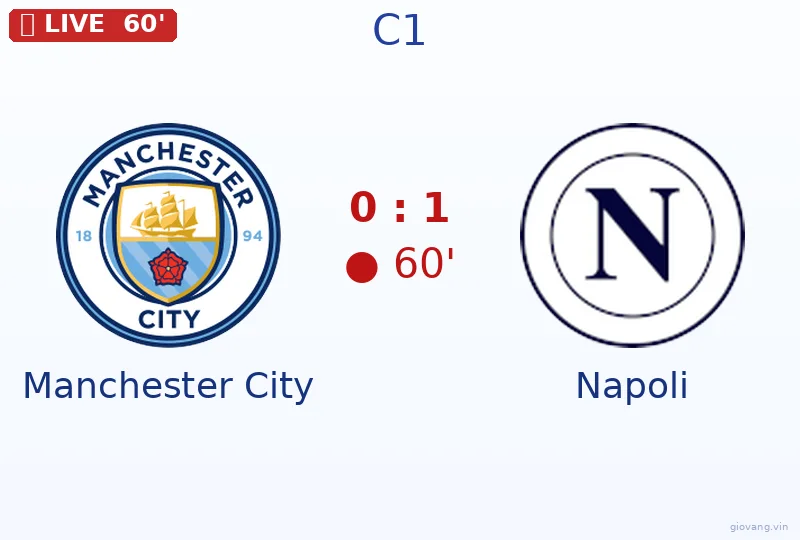 LIVE 60'
C1
MANCHESTER
18 94
CITY
N
0 : 1
● 60'
Manchester City
Napoli
giovang.vin